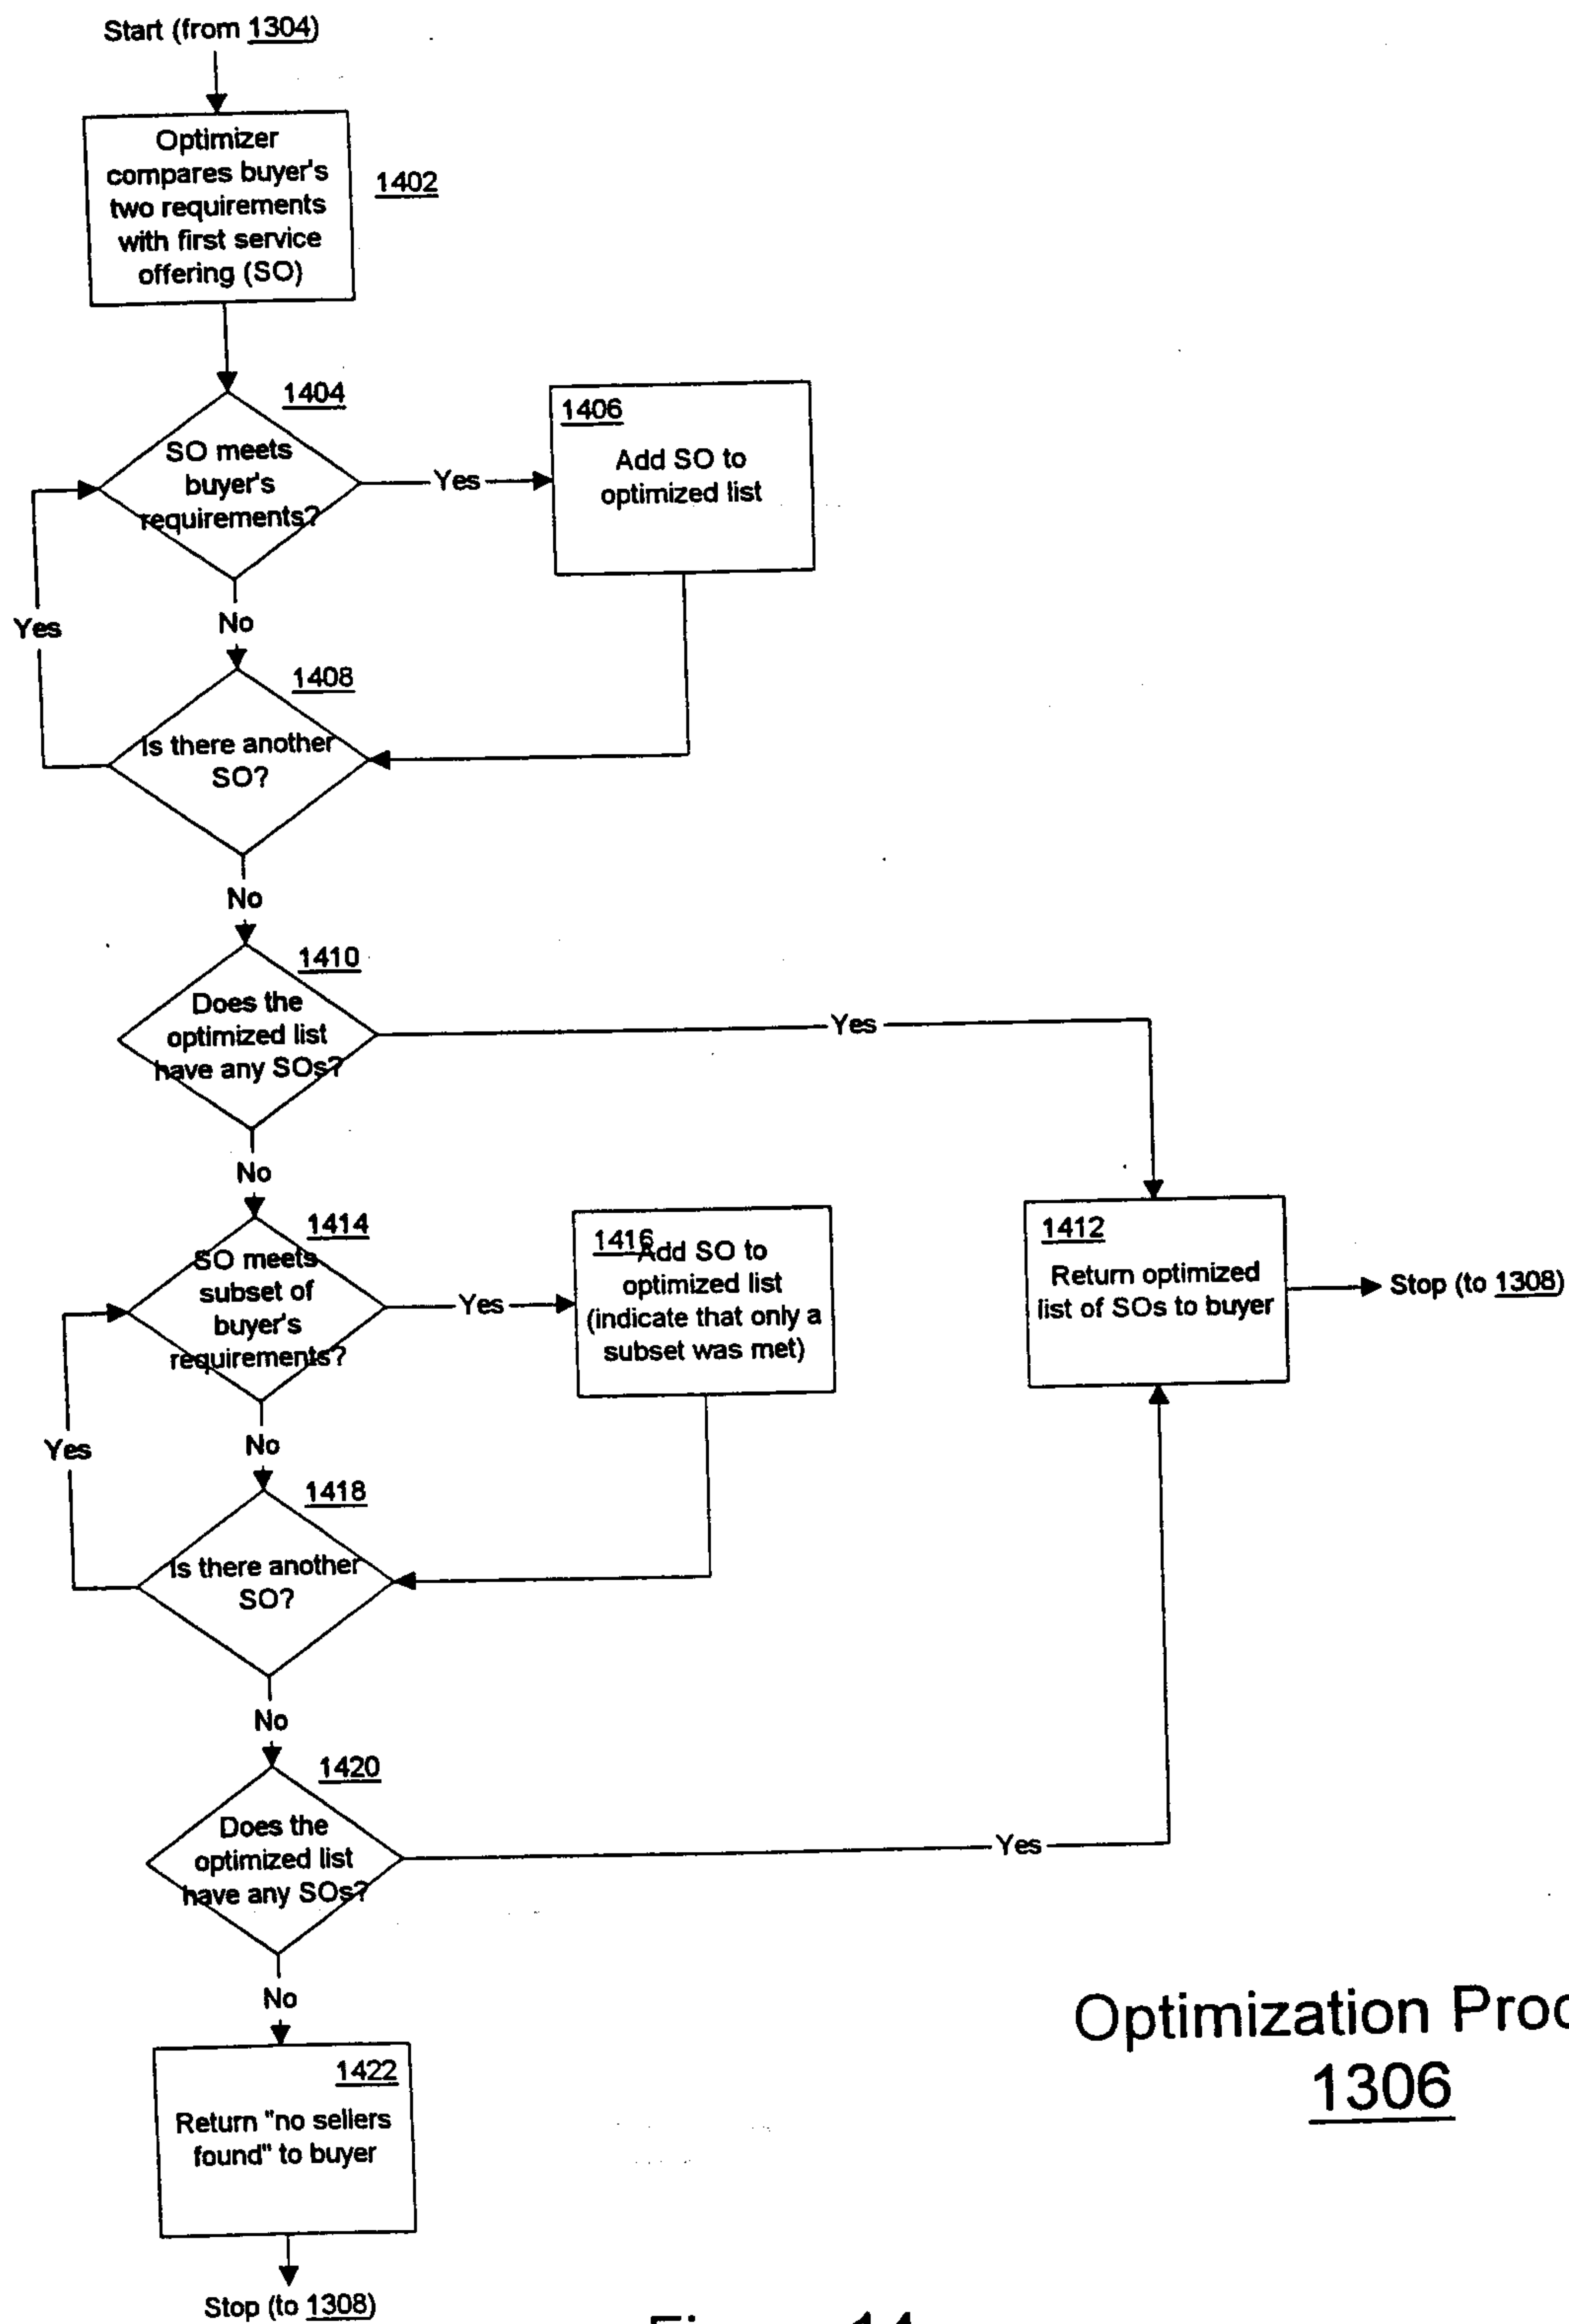 Start (from 1304)
Optimizer
compares buyer's
two requirements
with first service
offering (SO)
1402
1404
SO meets
buyer's
requirements?
Yes
1406
Add SO to
optimized list
Yes
No
1408
Is there another
SO?
No
1410
Does the
optimized list
have any SOs?
Yes
No
1412
Return optimized
list of SOs to buyer
Stop (to 1308)
1414
SO meets
subset of
buyer's
requirements?
Yes
1416
Add SO to
optimized list
(indicate that only a
subset was met)
Yes
No
1418
Is there another
SO?
No
1420
Does the
optimized list
have any SOs?
Yes
No
1422
Return "no sellers
found" to buyer
Stop (to 1308)
Optimization
1306